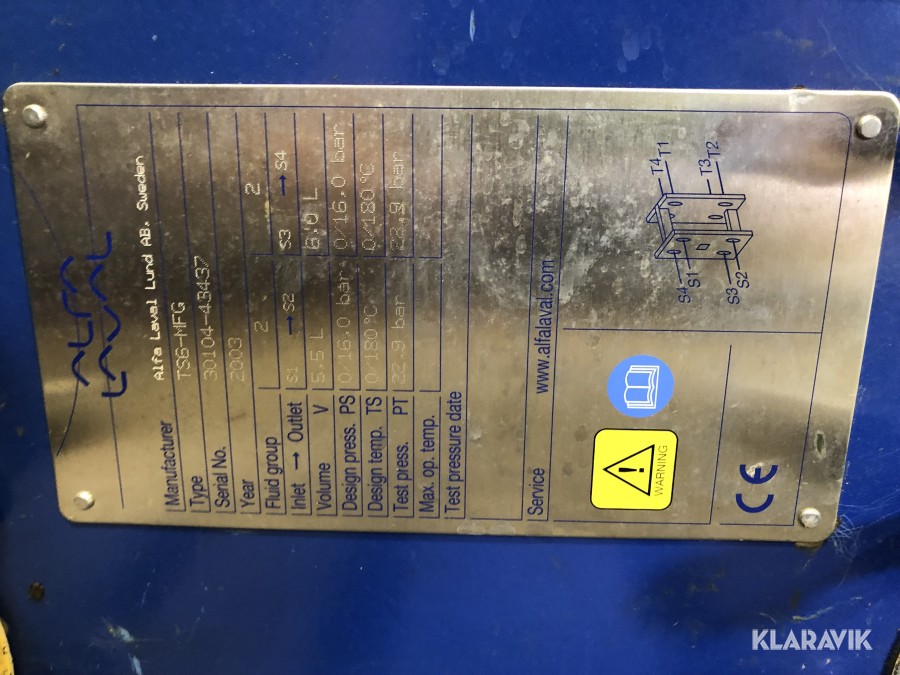 ALFA
LAVAL
Manufacturer Alfa Laval Lund AB. Sweden
Type TS6-MFG
Serial No. 30104-43437
Year 2003
Fluid group 2 2
Inlet → Outlet S1 → S2 S3 → S4
Volume V 5.5 L 6.0 L
Design press. PS 0/16.0 bar 0/16.0 bar
Design temp. TS 0/180°C 0/180°C
Test press. PT 22.9 bar 22.9 bar
Max. op. temp.
Test pressure date
Service www.alfalaval.com
WARNING
S4 T4
S1 T1
S3 T3
S2 T2
CE
KLARAVIK